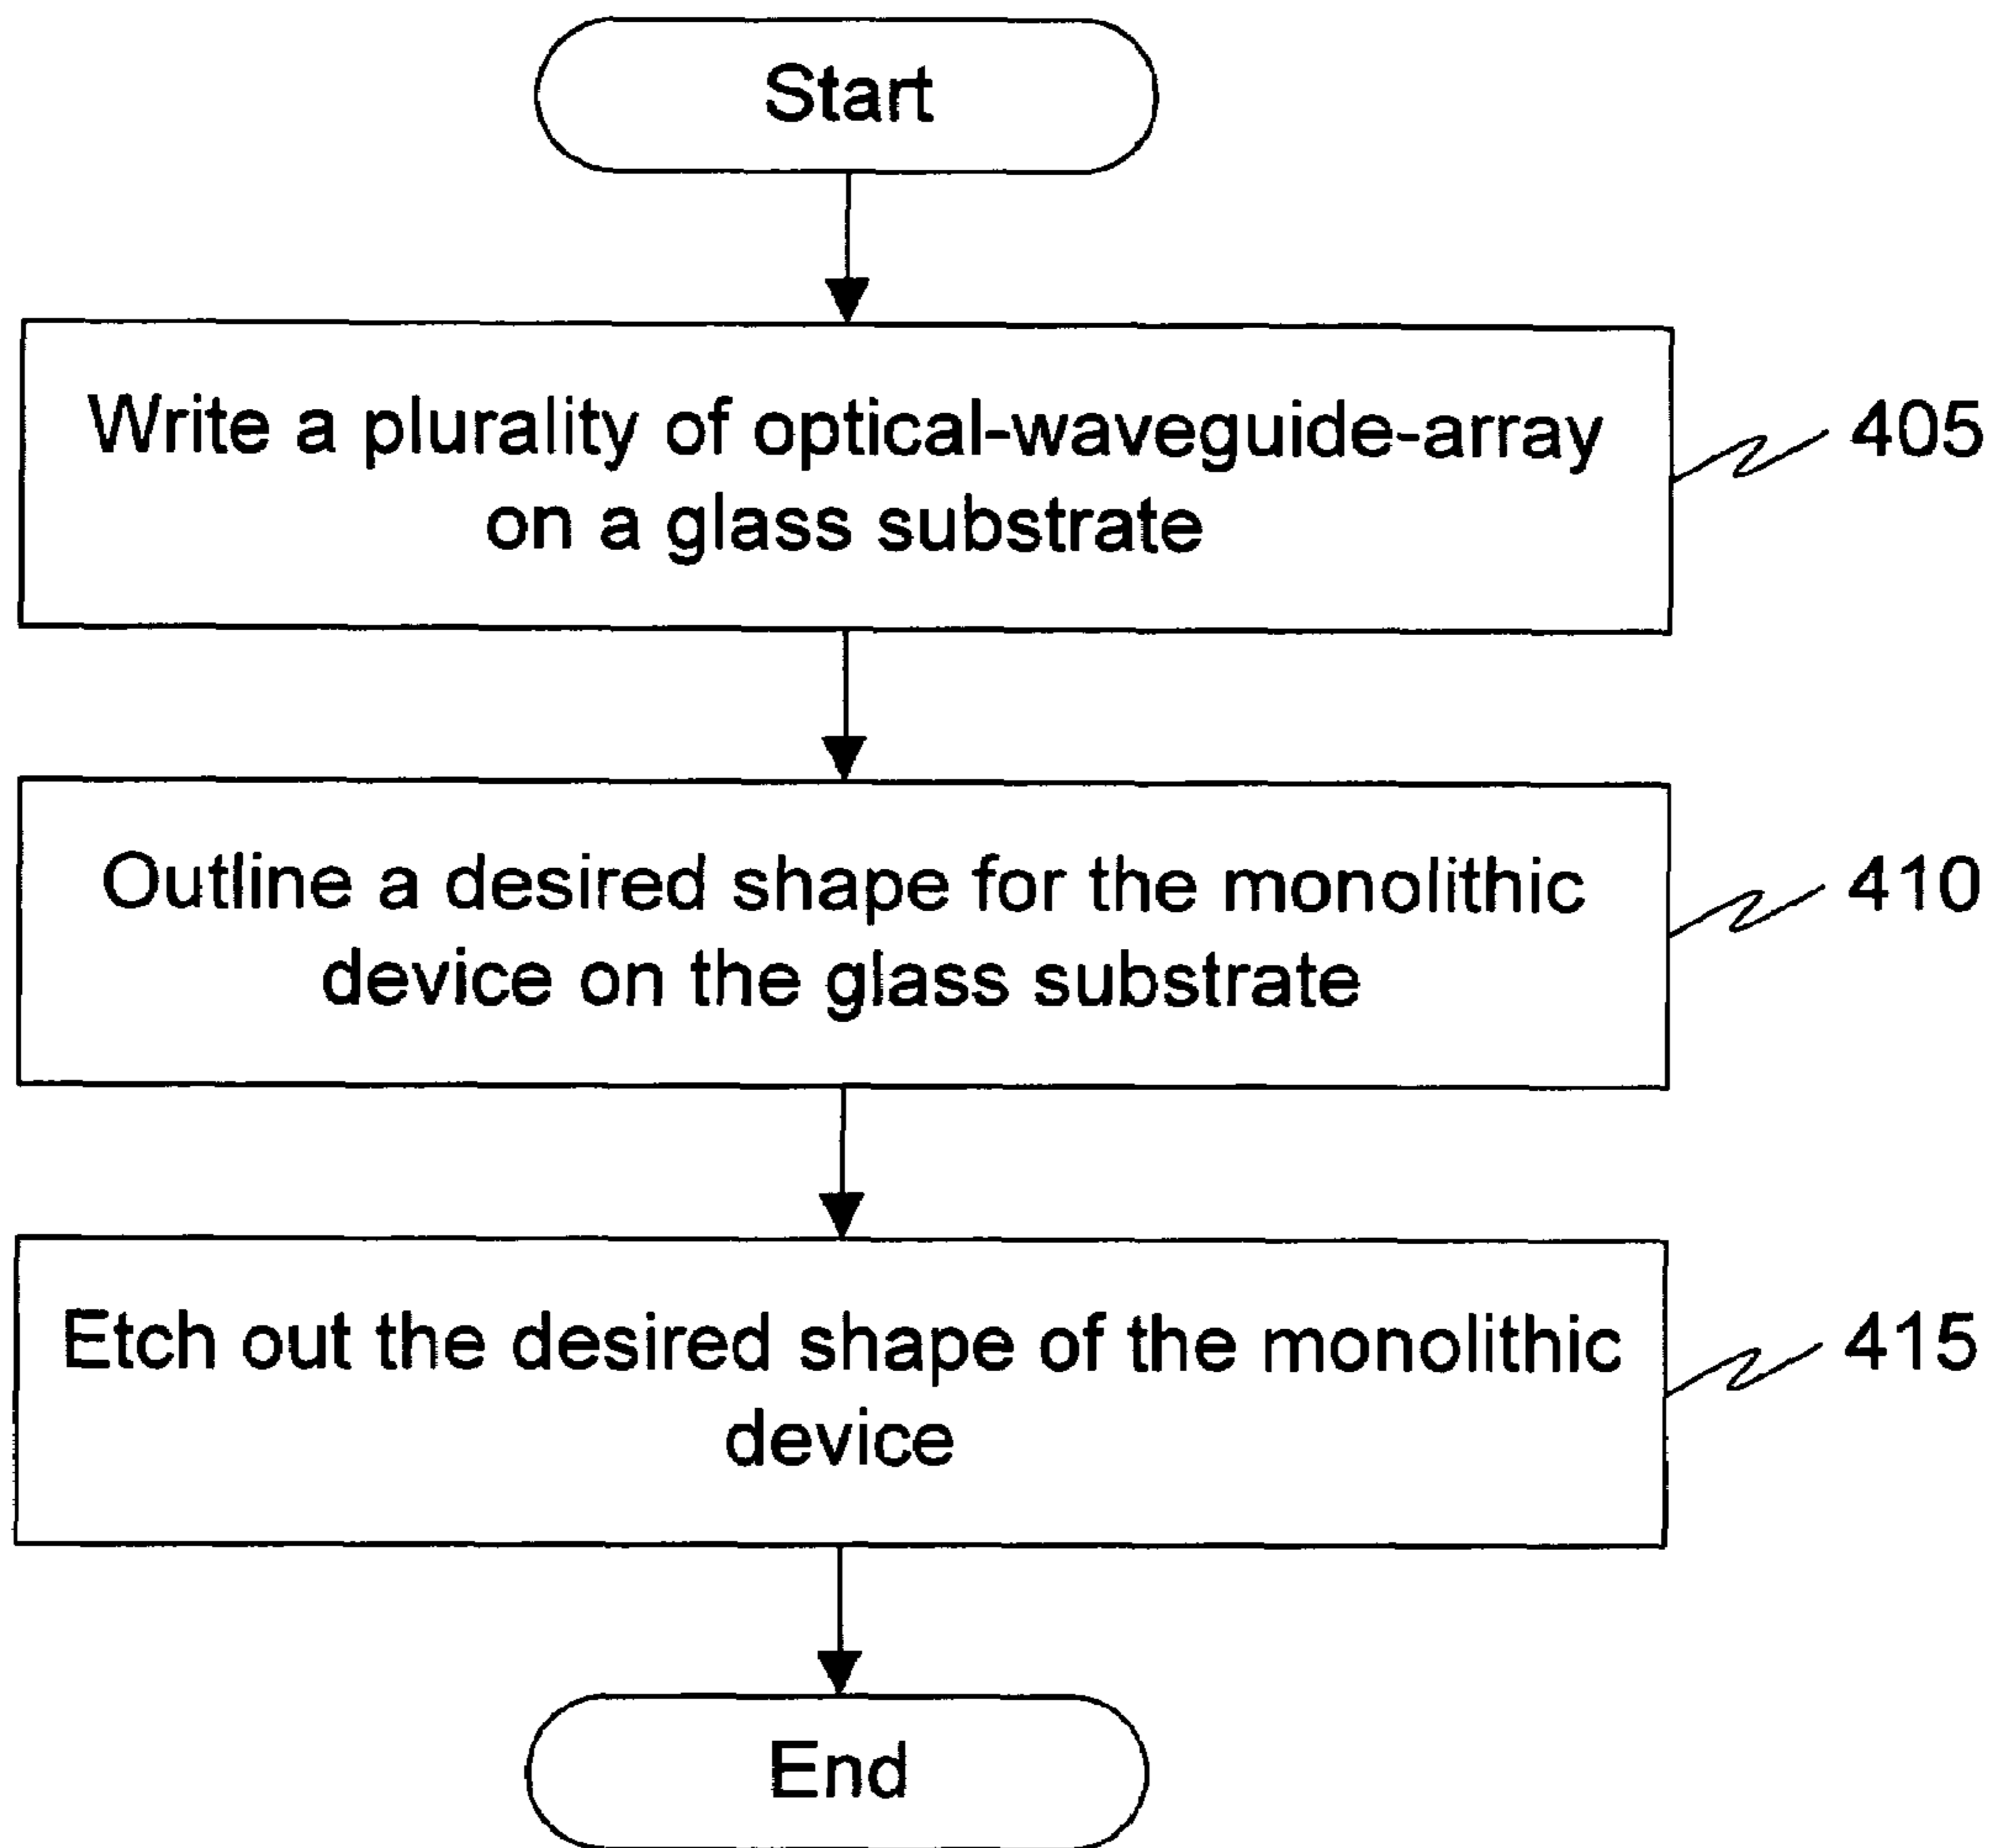 Start
Write a plurality of optical-waveguide-array
on a glass substrate
405
Outline a desired shape for the monolithic
device on the glass substrate
410
Etch out the desired shape of the monolithic
device
415
End